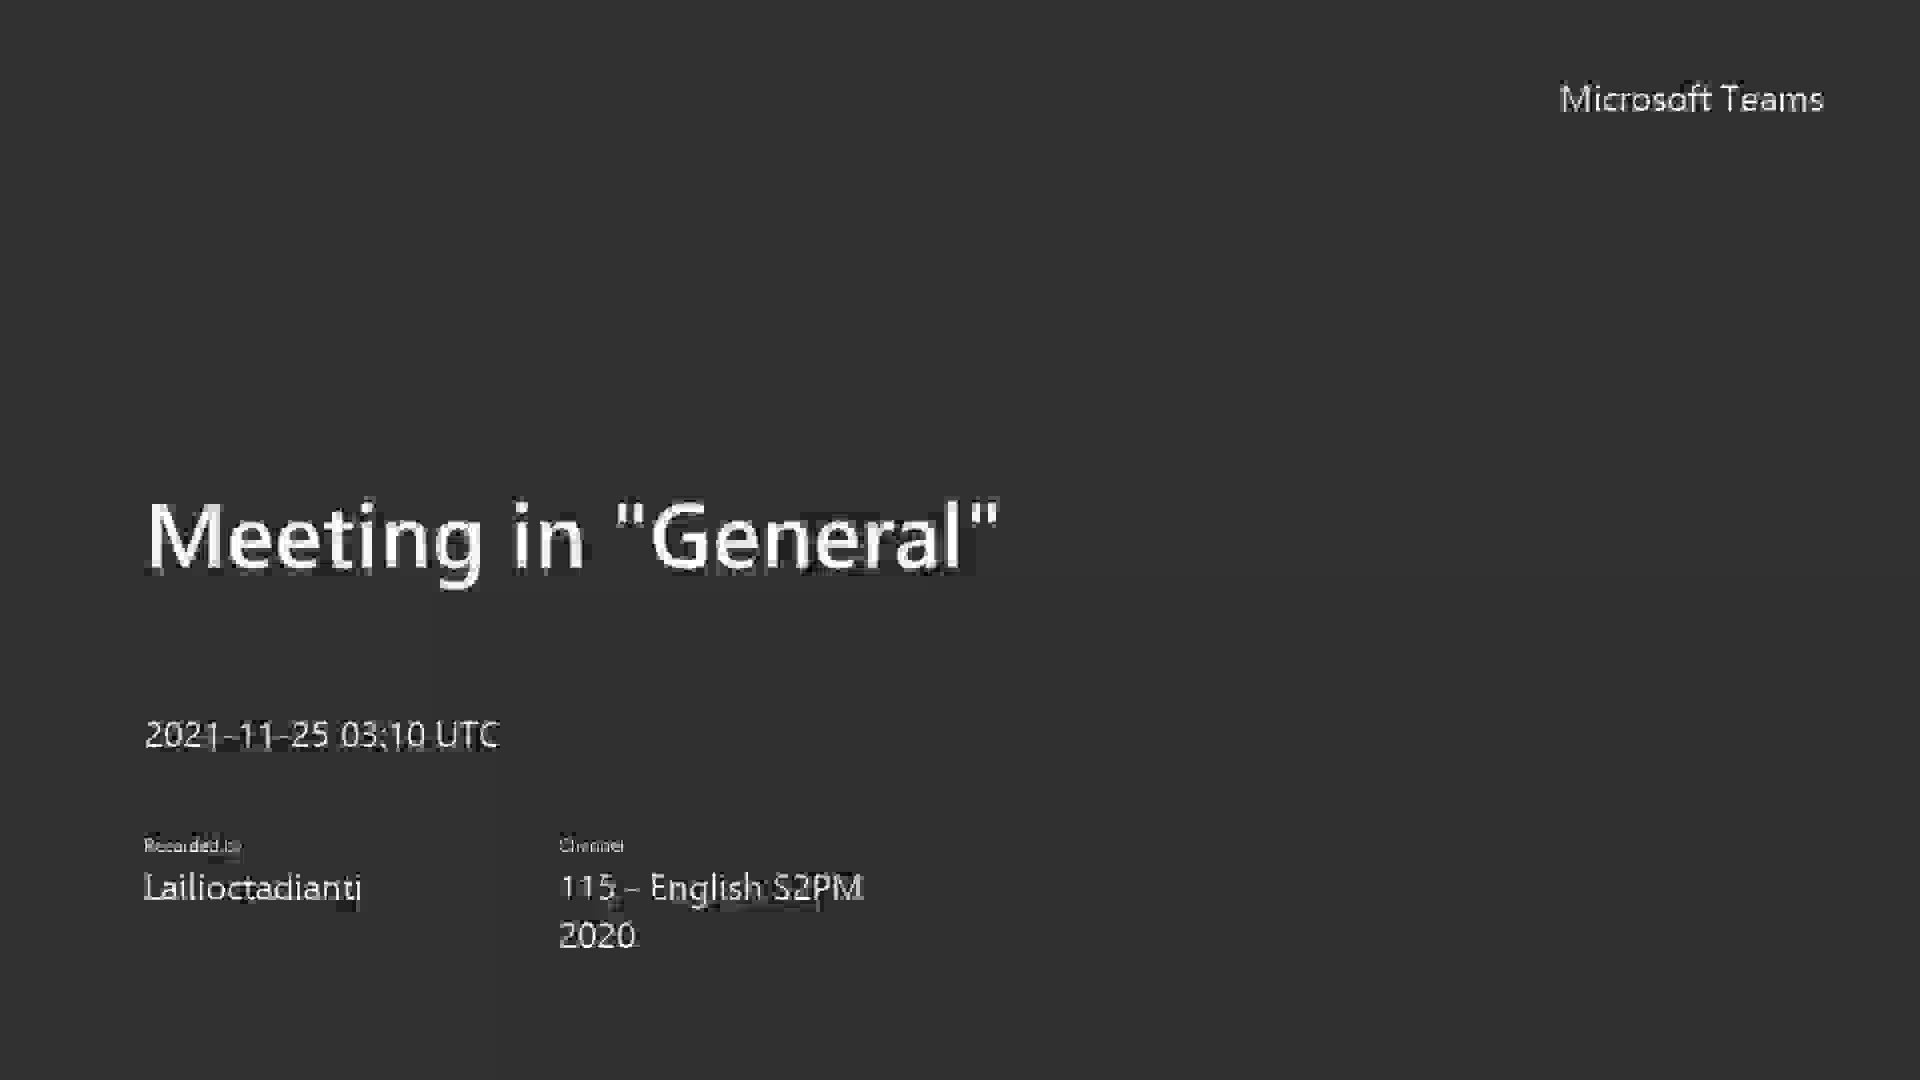 Microsoft Teams
Meeting in "General"
2021-11-25 03:10 UTC
Recorded by
Channel
Lailioctadianti
115 - English S2PM
2020